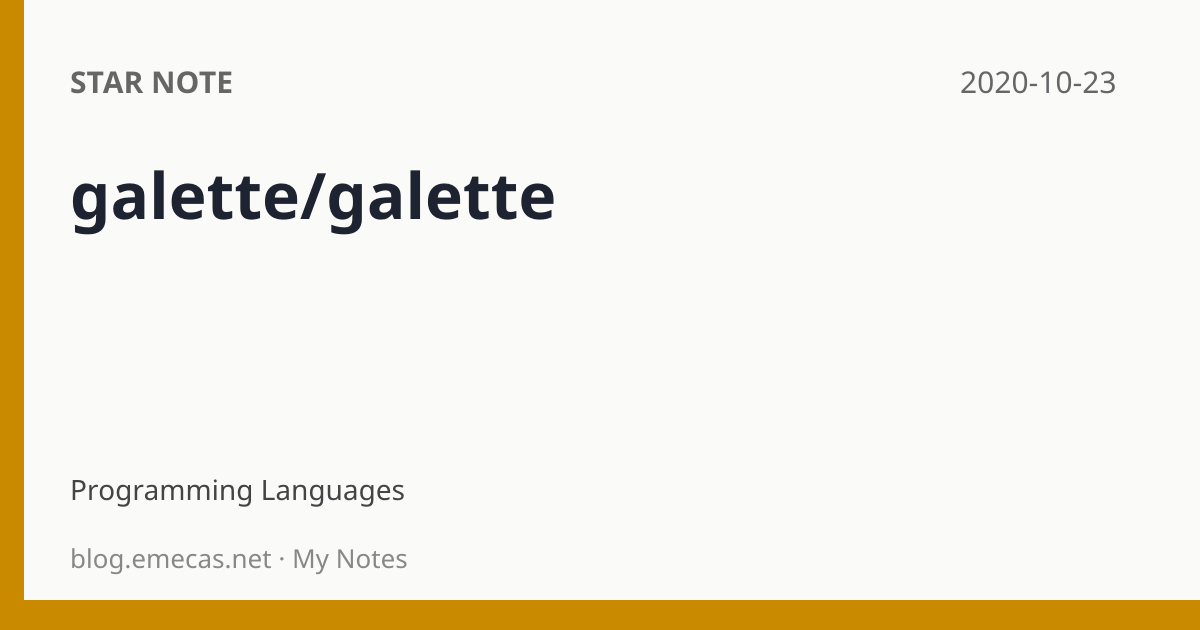 STAR NOTE
2020-10-23
galette/galette
Programming Languages
blog.emecas.net · My Notes